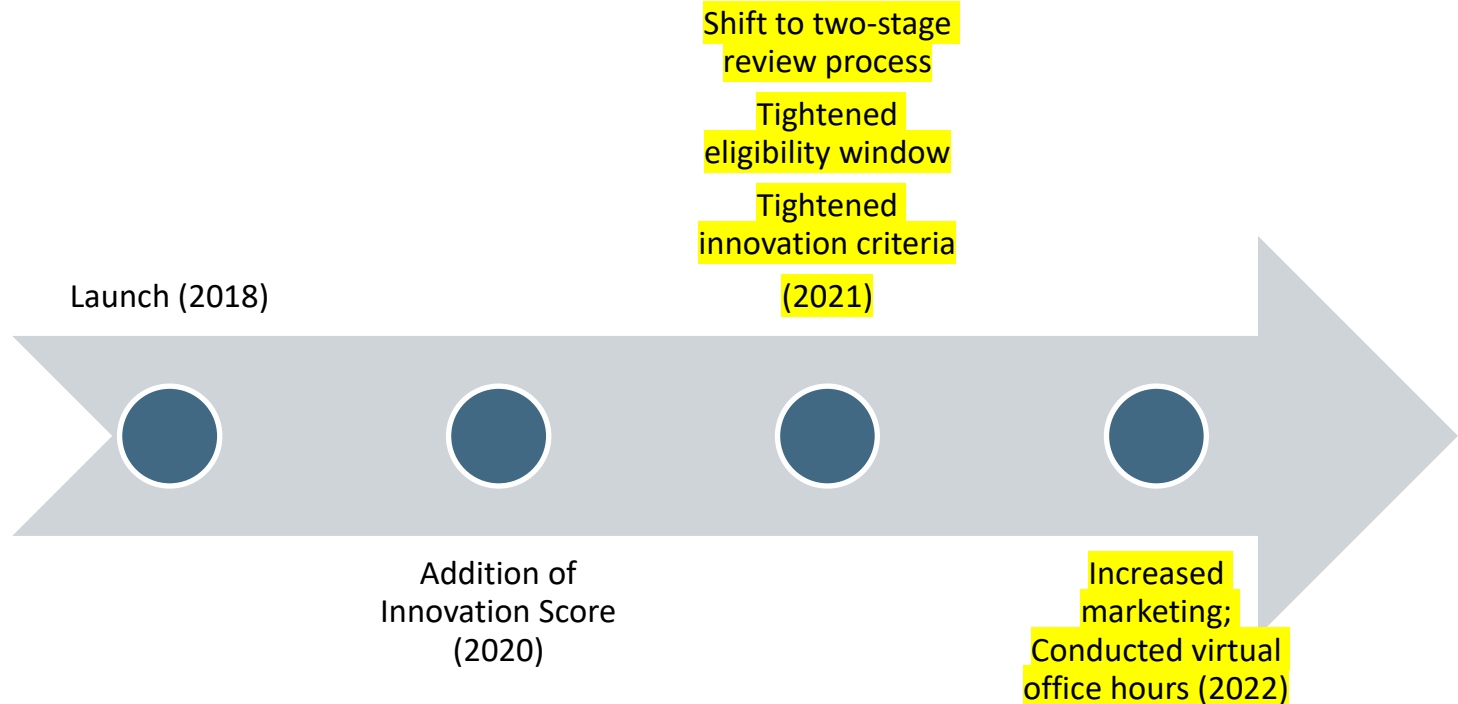 Launch (2018)
Addition of
Innovation Score
(2020)
Shift to two-stage
review process
Tightened
eligibility window
Tightened
innovation criteria
(2021)
Increased
marketing;
Conducted virtual
office hours (2022)